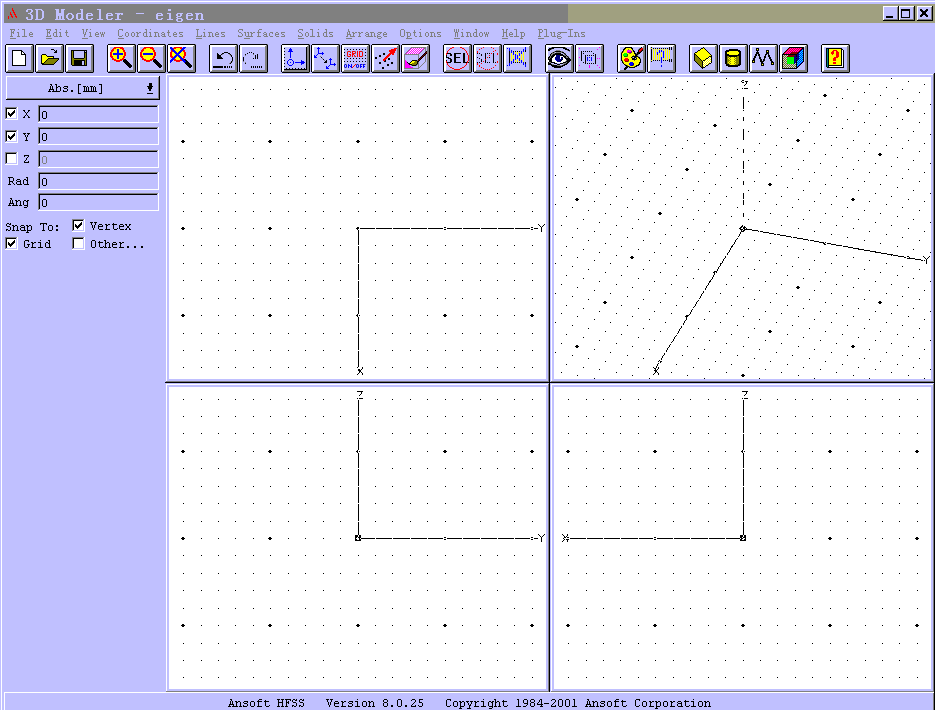 3D Modeler - eigen
File Edit View Coordinates Lines Surfaces Solids Arrange Options Window Help Plug-Ins
GRID
ON/OFF
SEL
SEL
?
Abs.[mm]
X 0
Y 0
Z 0
Rad 0
Ang 0
Snap To: Vertex
Grid Other...
Y
X
Z
Y
X
Z
Y
Z
X
Ansoft HFSS Version 8.0.25 Copyright 1984-2001 Ansoft Corporation